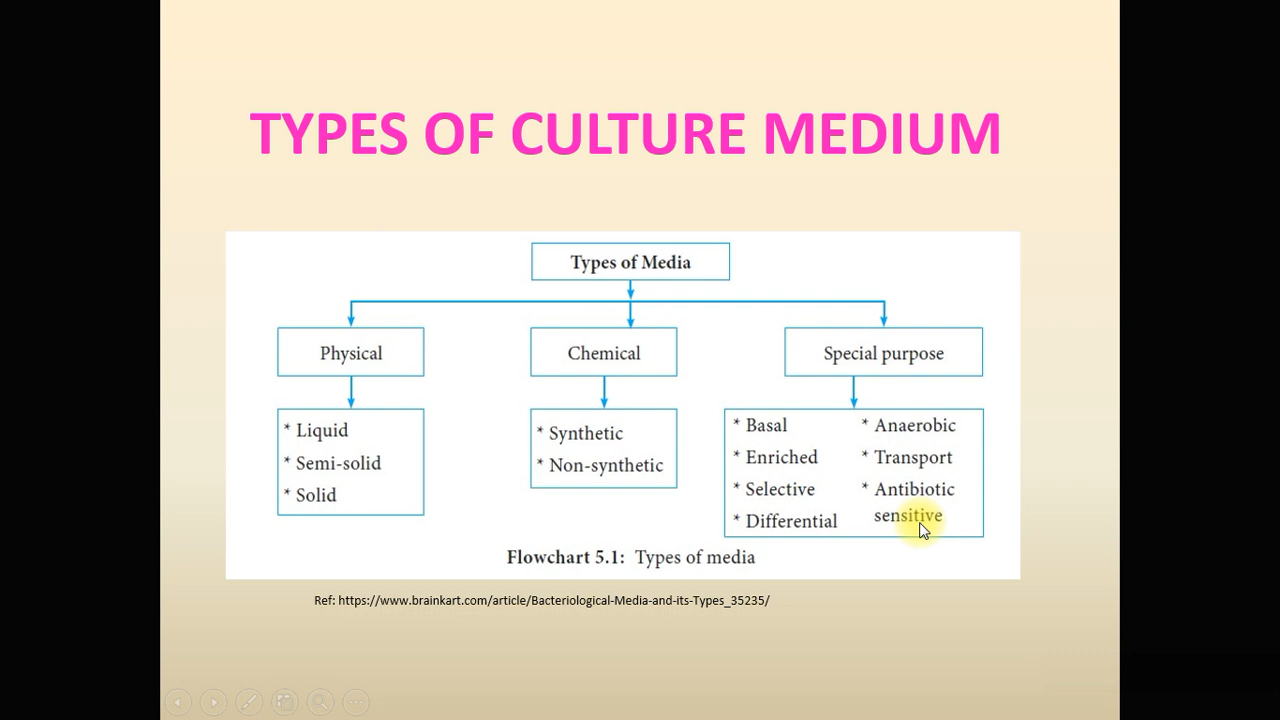 TYPES OF CULTURE MEDIUM
Types of Media
Physical
Chemical
Special purpose
* Liquid
* Semi-solid
* Solid
* Synthetic
* Non-synthetic
* Basal
* Enriched
* Selective
* Differential
* Anaerobic
* Transport
* Antibiotic
sensitive
Flowchart 5.1: Types of media
Ref: https://www.brainkart.com/article/Bacteriological-Media-and-its-Types_35235/